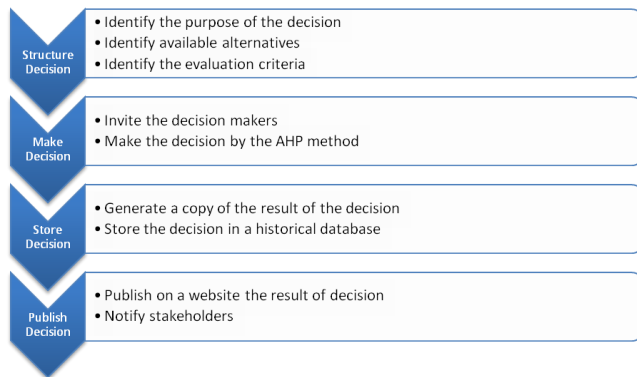 Structure
Decision
• Identify the purpose of the decision
• Identify available alternatives
• Identify the evaluation criteria
Make
Decision
• Invite the decision makers
• Make the decision by the AHP method
Store
Decision
• Generate a copy of the result of the decision
• Store the decision in a historical database
Publish
Decision
• Publish on a website the result of decision
• Notify stakeholders